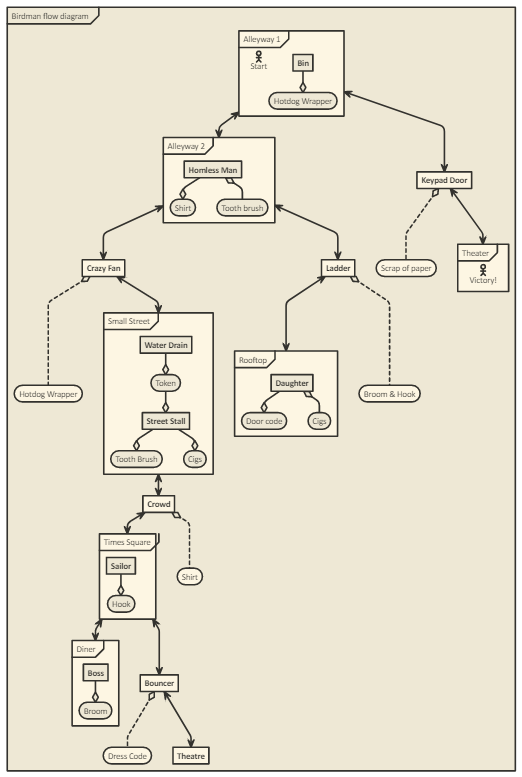 Birdman flow diagram
Alleyway 1
Start
Bin
Hotdog Wrapper
Alleyway 2
Homless Man
Shirt
Tooth brush
Keypad Door
Scrap of paper
Theater
Victory!
Crazy Fan
Ladder
Small Street
Water Drain
Token
Street Stall
Tooth Brush
Cigs
Hotdog Wrapper
Rooftop
Daughter
Door code
Cigs
Broom & Hook
Crowd
Times Square
Sailor
Hook
Shirt
Diner
Boss
Broom
Bouncer
Dress Code
Theatre